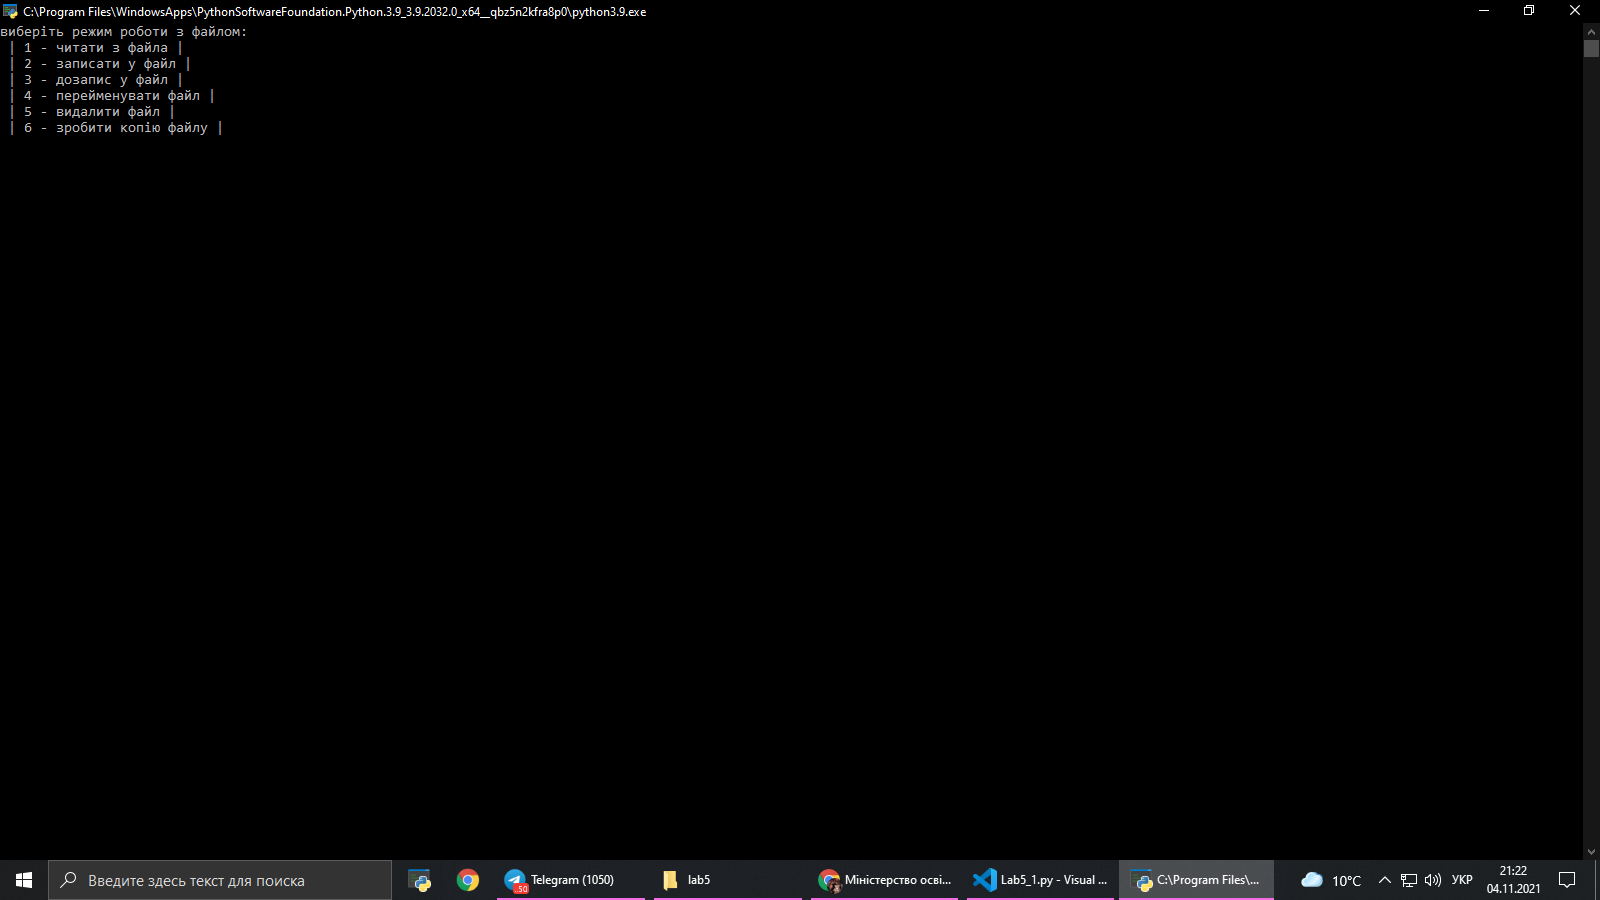 C:\Program Files\WindowsApps\PythonSoftwareFoundation.Python.3.9_3.9.2032.0_x64__qbz5n2kfra8p0\python3.9.exe
виберіть режим роботи з файлом:
| 1 - читати з файла |
| 2 - записати у файл |
| 3 - дозапис у файл |
| 4 - перейменувати файл |
| 5 - видалити файл |
| 6 - зробити копію файлу |
Введите здесь текст для поиска
.50
Telegram (1050)
lab5
Міністерство осві...
Lab5_1.py - Visual ...
C:\Program Files\...
10°C
УКР
21:22
04.11.2021